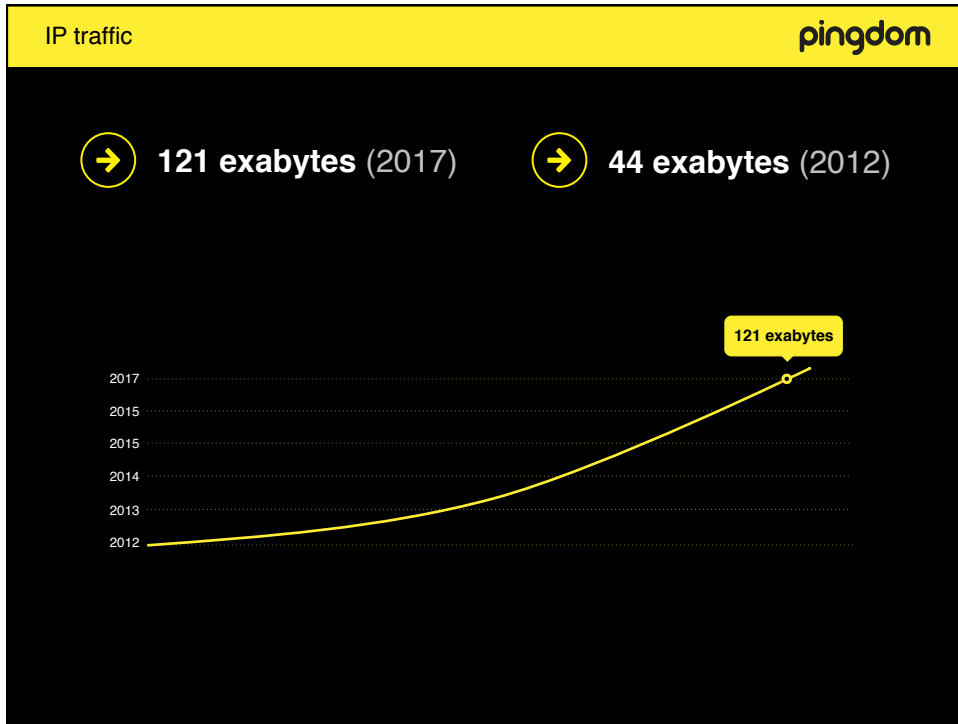 IP traffic
pingdom
121 exabytes (2017)
44 exabytes (2012)
121 exabytes
2017
2015
2015
2014
2013
2012